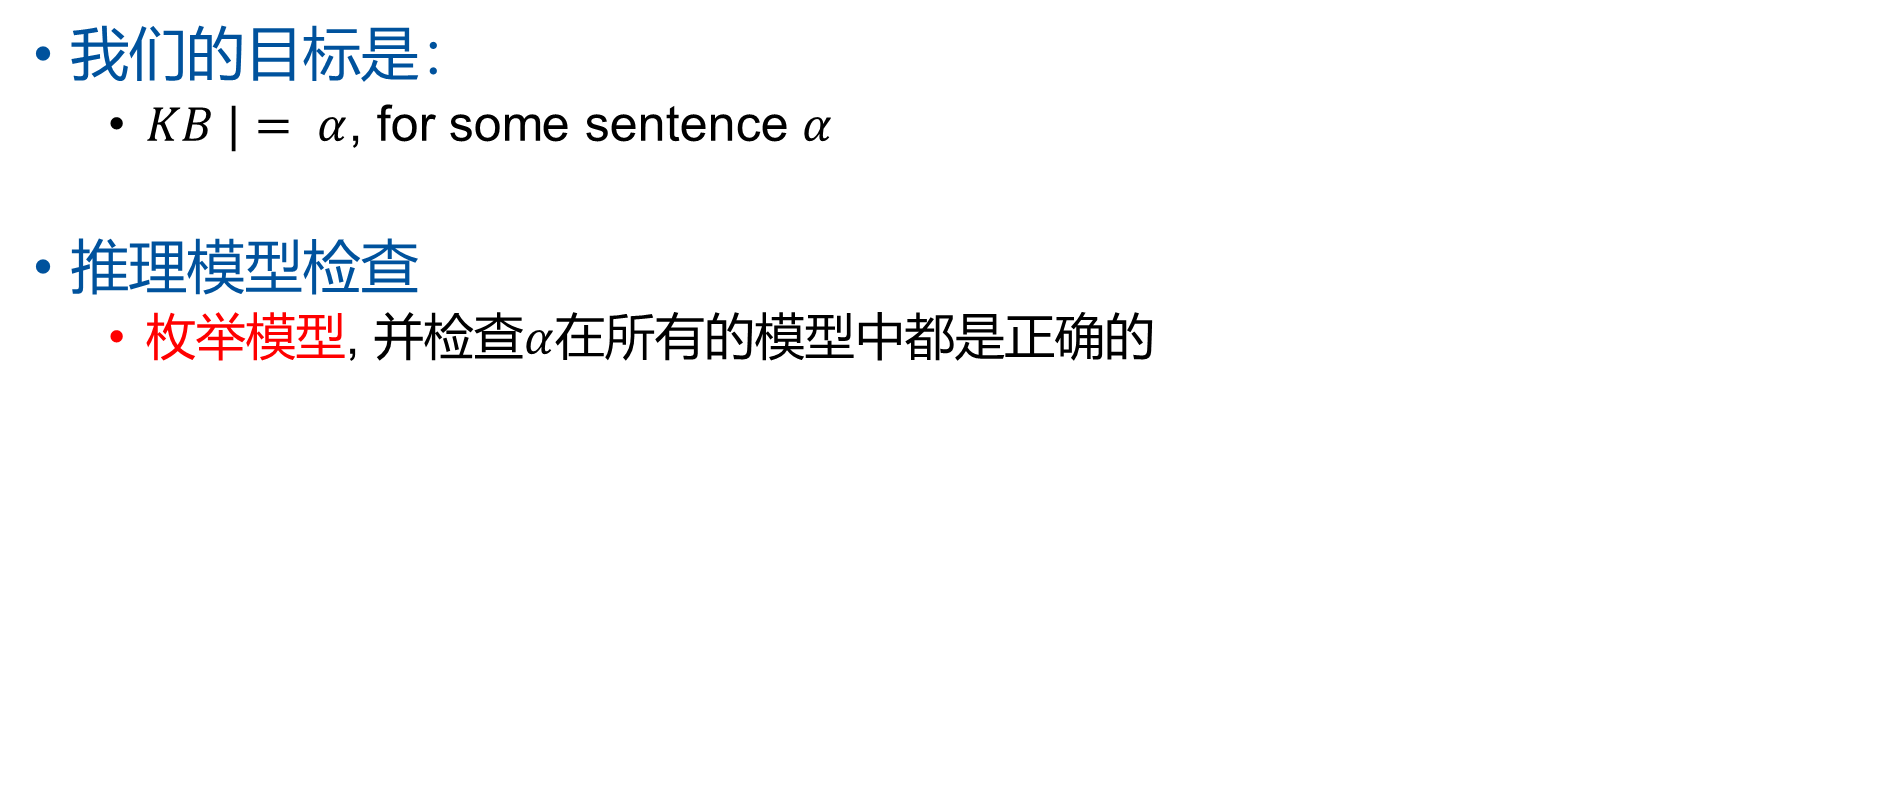 • 我们的目标是：
• 𝐾𝐵 |= 𝛼, for some sentence 𝛼
• 推理模型检查
• 枚举模型, 并检查𝛼在所有的模型中都是正确的